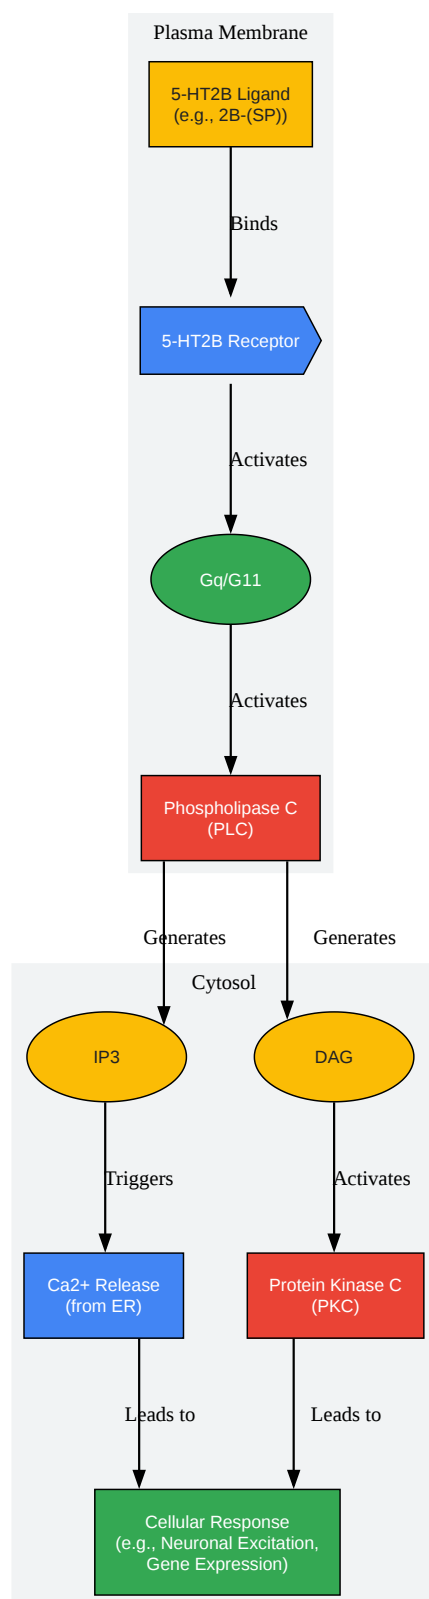 Plasma Membrane
5-HT2B Ligand
(e.g., 2B-(SP))
Binds
5-HT2B Receptor
Activates
Gq/G11
Activates
Phospholipase C
(PLC)
Generates
Generates
Cytosol
IP3
DAG
Triggers
Activates
Ca2+ Release
(from ER)
Protein Kinase C
(PKC)
Leads to
Leads to
Cellular Response
(e.g., Neuronal Excitation,
Gene Expression)